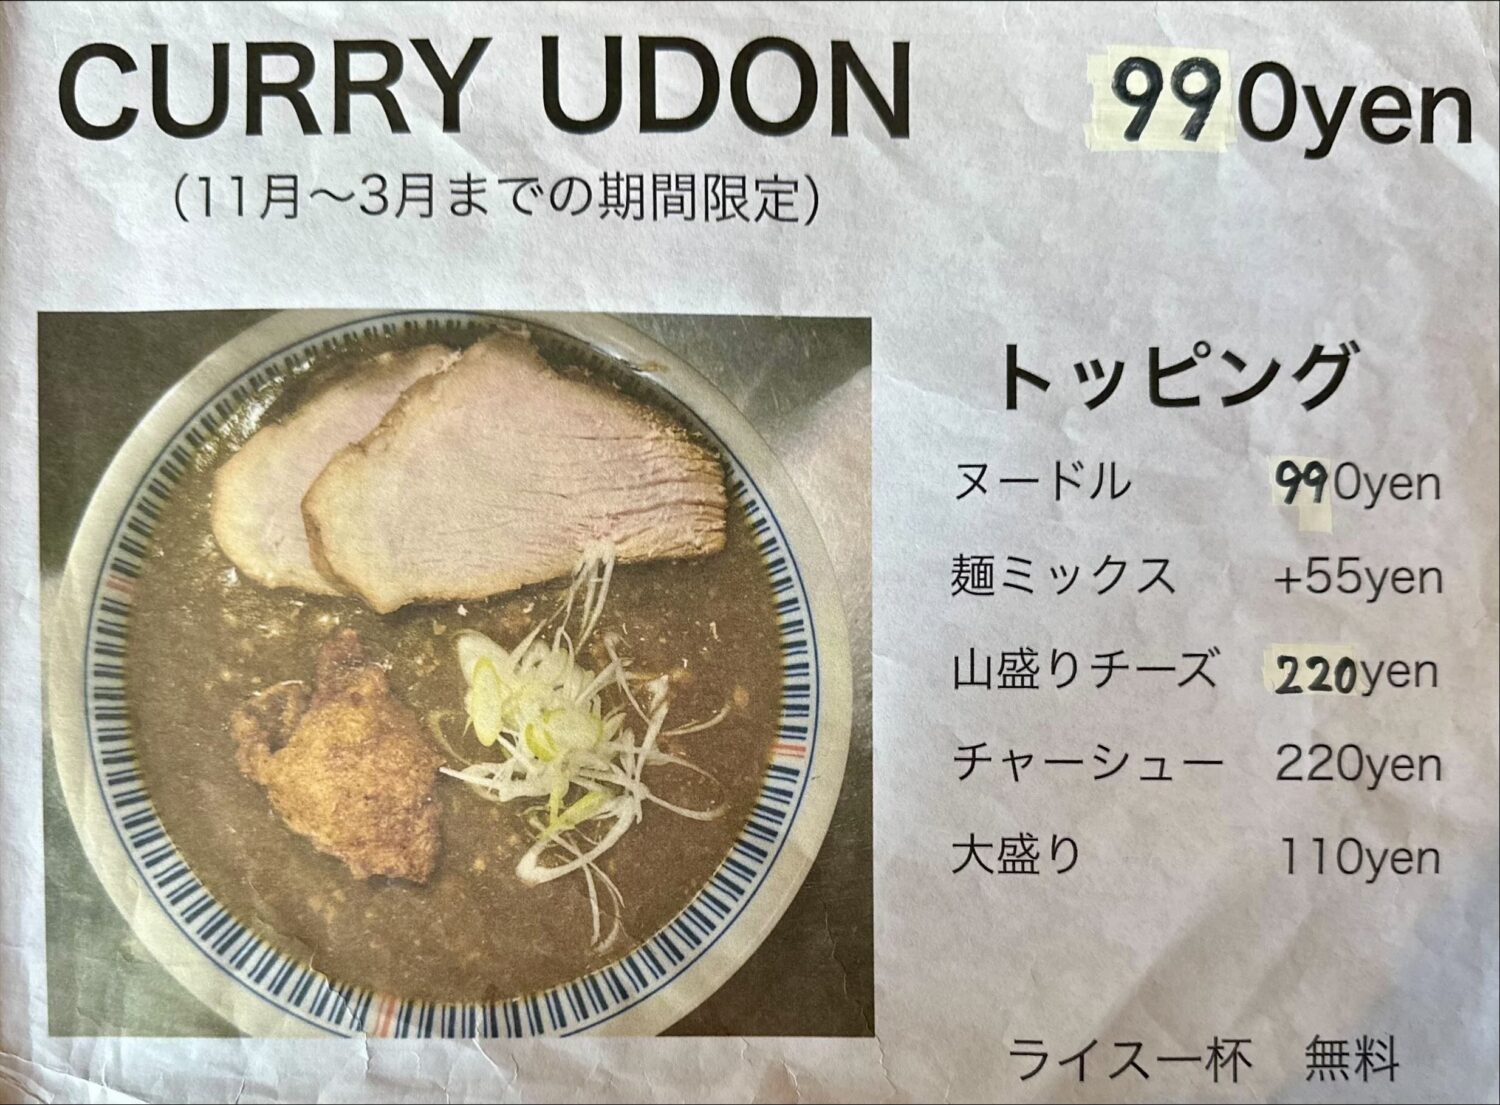 CURRY UDON 990yen
(11月〜3月までの期間限定)
トッピング
ヌードル 990yen
麺ミックス +55yen
山盛りチーズ 220yen
チャーシュー 220yen
大盛り 110yen
ライス一杯 無料